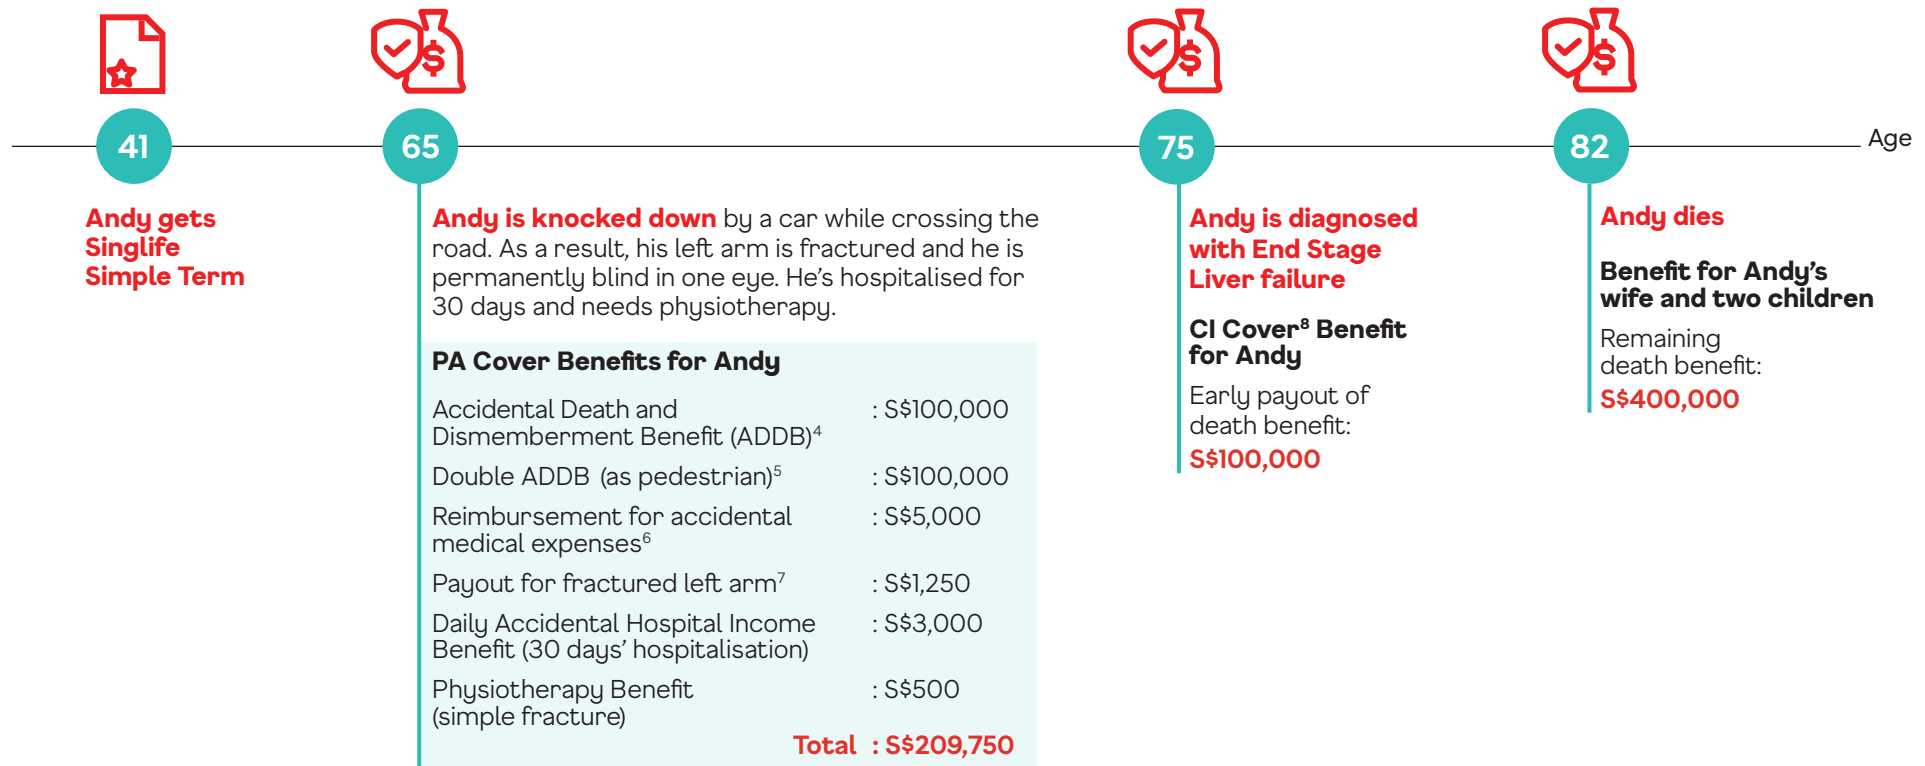 41
65
75
82
Age
Andy gets
Singlife
Simple Term
Andy is knocked down by a car while crossing the
road. As a result, his left arm is fractured and he is
permanently blind in one eye. He’s hospitalised for
30 days and needs physiotherapy.
PA Cover Benefits for Andy
Accidental Death and : S$100,000
Dismemberment Benefit (ADDB)⁴
Double ADDB (as pedestrian)⁵ : S$100,000
Reimbursement for accidental : S$5,000
medical expenses⁶
Payout for fractured left arm⁷ : S$1,250
Daily Accidental Hospital Income : S$3,000
Benefit (30 days’ hospitalisation)
Physiotherapy Benefit : S$500
(simple fracture)
Total : S$209,750
Andy is diagnosed
with End Stage
Liver failure
CI Cover⁸ Benefit
for Andy
Early payout of
death benefit:
S$100,000
Andy dies
Benefit for Andy’s
wife and two children
Remaining
death benefit:
S$400,000